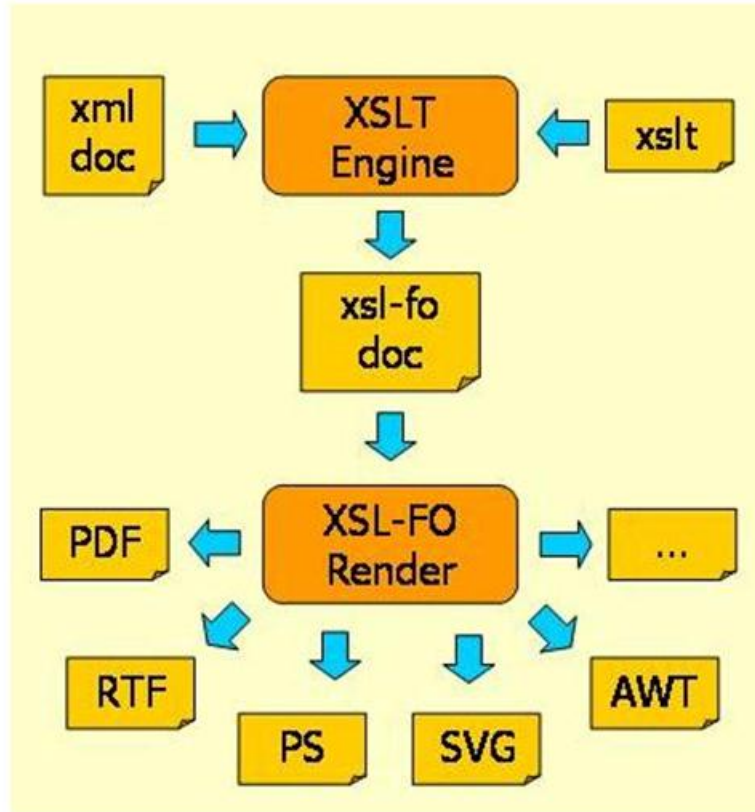 xml
doc
XSLT
Engine
xslt
xsl-fo
doc
XSL-FO
Render
PDF
...
RTF
PS
SVG
AWT